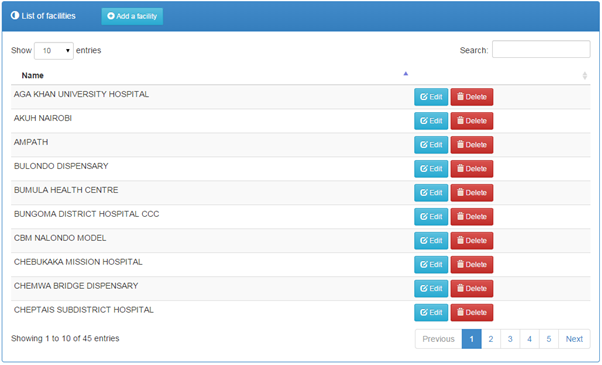 List of facilities Add a facility
Show 10 entries Search:
Name
AGA KHAN UNIVERSITY HOSPITAL Edit Delete
AKUH NAIROBI Edit Delete
AMPATH Edit Delete
BULONDO DISPENSARY Edit Delete
BUMULA HEALTH CENTRE Edit Delete
BUNGOMA DISTRICT HOSPITAL CCC Edit Delete
CBM NALONDO MODEL Edit Delete
CHEBUKAKA MISSION HOSPITAL Edit Delete
CHEMWA BRIDGE DISPENSARY Edit Delete
CHEPTAIS SUBDISTRICT HOSPITAL Edit Delete
Showing 1 to 10 of 45 entries Previous 1 2 3 4 5 Next